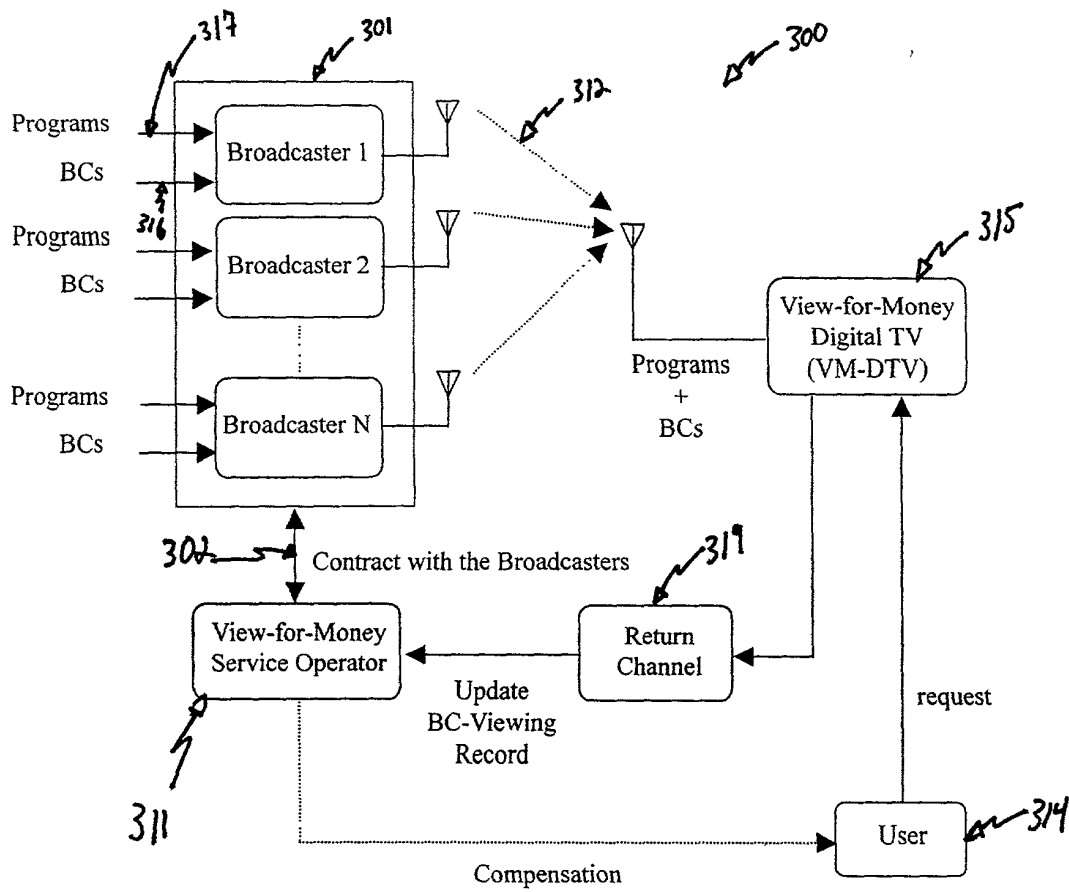 317
301
300
312
Programs
BCs
Broadcaster 1
316
Programs
BCs
Broadcaster 2
315
View-for-Money
Digital TV
(VM-DTV)
Programs
+
BCs
Programs
BCs
Broadcaster N
302
Contract with the Broadcasters
319
View-for-Money
Service Operator
Return
Channel
Update
BC-Viewing
Record
request
311
314
User
Compensation